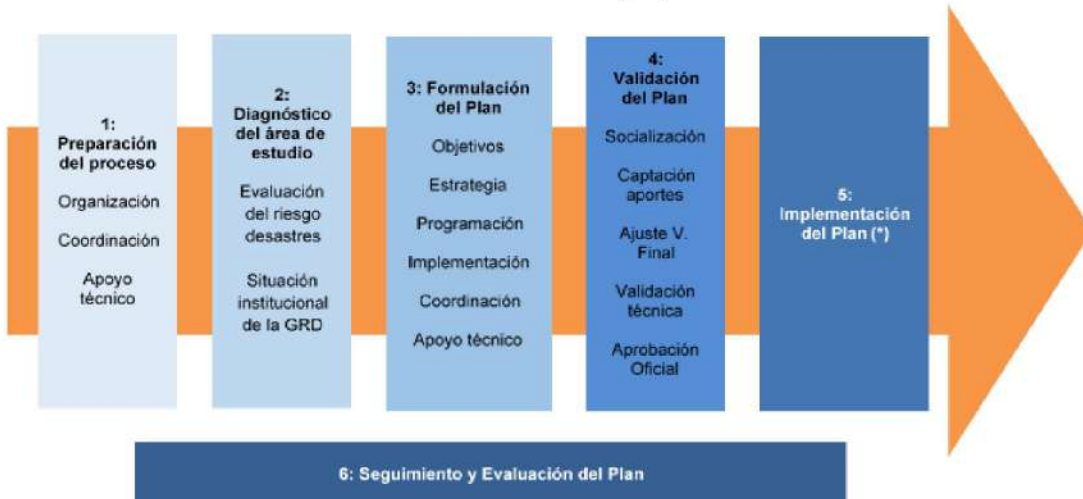 1:
Preparación
del proceso
Organización
Coordinación
Apoyo
técnico
2:
Diagnóstico
del área de
estudio
Evaluación
del riesgo
desastres
Situación
institucional
de la GRD
3: Formulación
del Plan
Objetivos
Estrategia
Programación
Implementación
Coordinación
Apoyo técnico
4:
Validación
del Plan
Socialización
Captación
aportes
Ajuste V.
Final
Validación
técnica
Aprobación
Oficial
5:
Implementación
del Plan (*)
6: Seguimiento y Evaluación del Plan